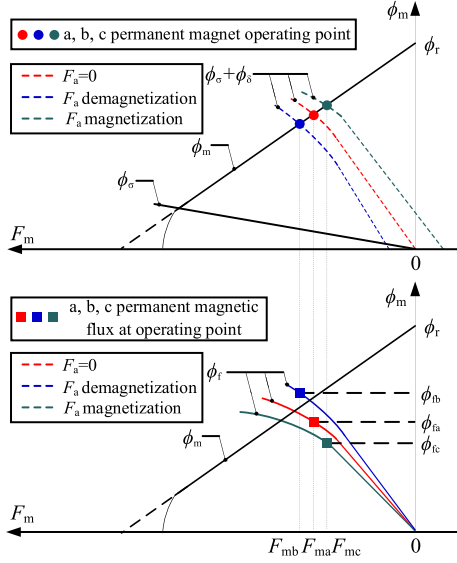 ϕm
a, b, c permanent magnet operating point
ϕr
Fa=0
Fa demagnetization
Fa magnetization
ϕσ+ϕδ
ϕm
ϕσ
Fm
0
ϕm
a, b, c permanent magnetic
flux at operating point
ϕr
Fa=0
Fa demagnetization
Fa magnetization
ϕf
ϕfb
ϕfa
ϕm
ϕfc
Fm
Fmb Fma Fmc
0